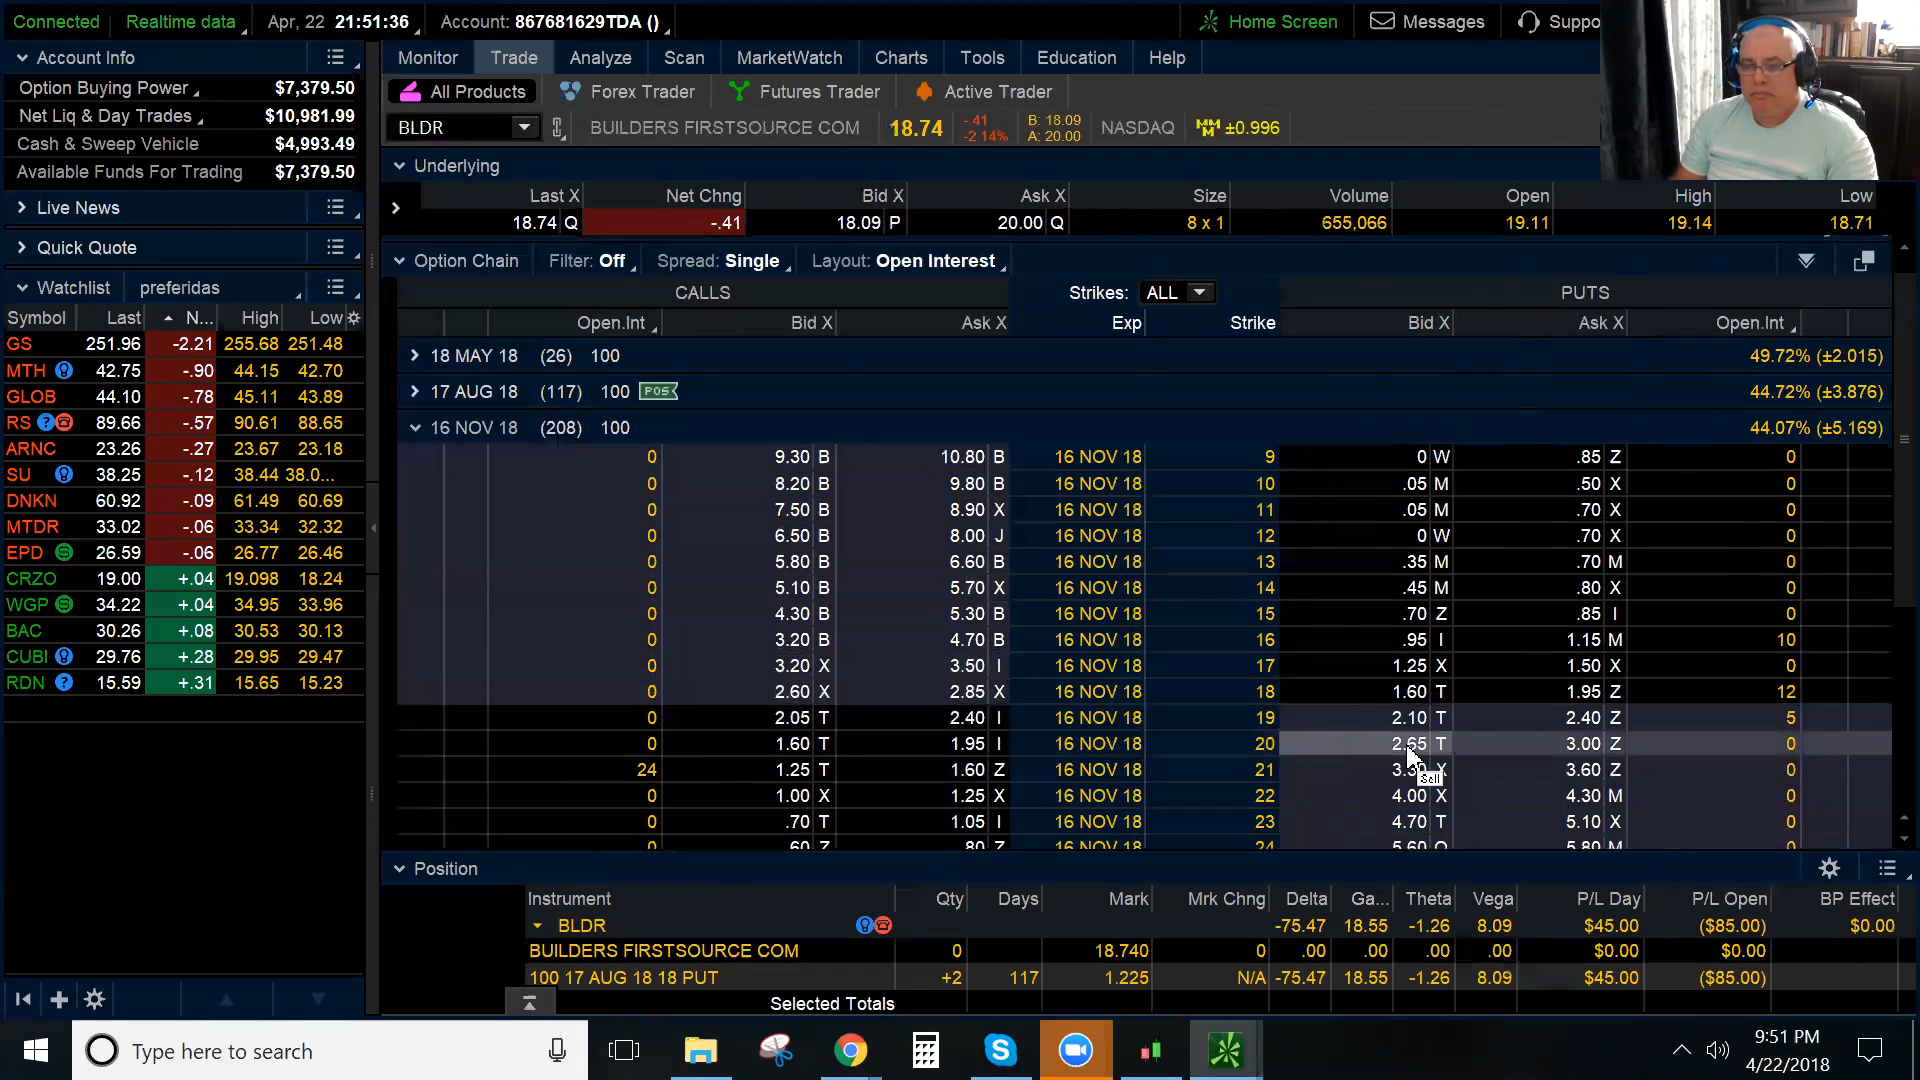 Connected Realtime data Apr, 22 21:51:36 Account: 867681629TDA () Home Screen Messages Suppo
Account Info
Option Buying Power $7,379.50
Net Liq & Day Trades $10,981.99
Cash & Sweep Vehicle $4,993.49
Available Funds For Trading $7,379.50
Live News
Quick Quote
Watchlist preferidas
Symbol Last N... High Low
GS 251.96 -2.21 255.68 251.48
MTH 42.75 -.90 44.15 42.70
GLOB 44.10 -.78 45.11 43.89
RS 89.66 -.57 90.61 88.65
ARNC 23.24 -.27 23.67 23.18
SU 38.25 -.12 38.44 38.0...
DNKN 60.92 -.09 61.49 60.69
MTDR 33.02 -.06 33.34 32.32
EPD 26.59 -.06 26.77 26.46
CRZO 19.00 +.04 19.098 18.24
WGP 34.22 +.04 34.95 33.96
BAC 30.26 +.08 30.53 30.13
CUBI 29.76 +.28 29.95 29.47
RDN 15.59 +.31 15.65 15.23
Monitor Trade Analyze Scan MarketWatch Charts Tools Education Help
All Products Forex Trader Futures Trader Active Trader
BLDR BUILDERS FIRSTSOURCE COM 18.74 -.41 -2.14% B: 18.09 A: 20.00 NASDAQ ±0.996
Underlying
Last X Net Chng Bid X Ask X Size Volume Open High Low
18.74 Q -.41 18.09 P 20.00 Q 8 x 1 655,066 19.11 19.14 18.71
Option Chain Filter: Off Spread: Single Layout: Open Interest
CALLS Strikes: ALL PUTS
Open.Int Bid X Ask X Exp Strike Bid X Ask X Open.Int
18 MAY 18 (26) 100 49.72% (±2.015)
17 AUG 18 (117) 100 POS 44.72% (±3.876)
16 NOV 18 (208) 100 44.07% (±5.169)
0 9.30 B 10.80 B 16 NOV 18 9 0 W .85 Z 0
0 8.20 B 9.80 B 16 NOV 18 10 .05 M .50 X 0
0 7.50 B 8.90 X 16 NOV 18 11 .05 M .70 X 0
0 6.50 B 8.00 J 16 NOV 18 12 0 W .70 X 0
0 5.80 B 6.60 B 16 NOV 18 13 .35 M .70 M 0
0 5.10 B 5.70 X 16 NOV 18 14 .45 M .80 X 0
0 4.30 B 5.30 B 16 NOV 18 15 .70 Z .85 I 0
0 3.20 B 4.70 B 16 NOV 18 16 .95 I 1.15 M 10
0 3.20 X 3.50 I 16 NOV 18 17 1.25 X 1.50 X 0
0 2.60 X 2.85 X 16 NOV 18 18 1.60 T 1.95 Z 12
0 2.05 T 2.40 I 16 NOV 18 19 2.10 T 2.40 Z 5
0 1.60 T 1.95 I 16 NOV 18 20 2.65 T 3.00 Z 0
24 1.25 T 1.60 Z 16 NOV 18 21 3.30 X 3.60 Z 0
Sell
0 1.00 X 1.25 X 16 NOV 18 22 4.00 X 4.30 M 0
0 .70 T 1.05 I 16 NOV 18 23 4.70 T 5.10 X 0
0 .60 Z .80 Z 16 NOV 18 24 5.60 5.80 M 0
Position
Instrument Qty Days Mark Mrk Chng Delta Ga... Theta Vega P/L Day P/L Open BP Effect
BLDR -75.47 18.55 -1.26 8.09 $45.00 ($85.00) $0.00
BUILDERS FIRSTSOURCE COM 0 18.740 0 .00 .00 .00 .00 $0.00 $0.00
100 17 AUG 18 18 PUT +2 117 1.225 N/A -75.47 18.55 -1.26 8.09 $45.00 ($85.00)
Selected Totals
Type here to search
9:51 PM
4/22/2018